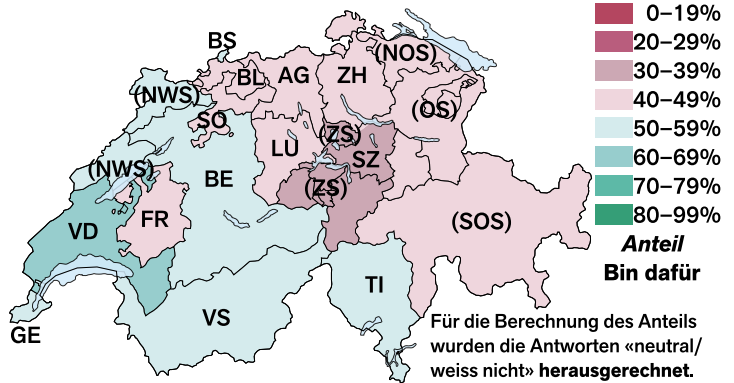 0–19%
20–29%
30–39%
40–49%
50–59%
60–69%
70–79%
80–99%
Anteil
Bin dafür
BS
(NOS)
BL
AG
ZH
(NWS)
(OS)
SO
(ZS)
LU
SZ
(NWS)
BE
(ZS)
FR
(SOS)
VD
TI
VS
GE
Für die Berechnung des Anteils
wurden die Antworten «neutral/
weiss nicht» herausgerechnet.